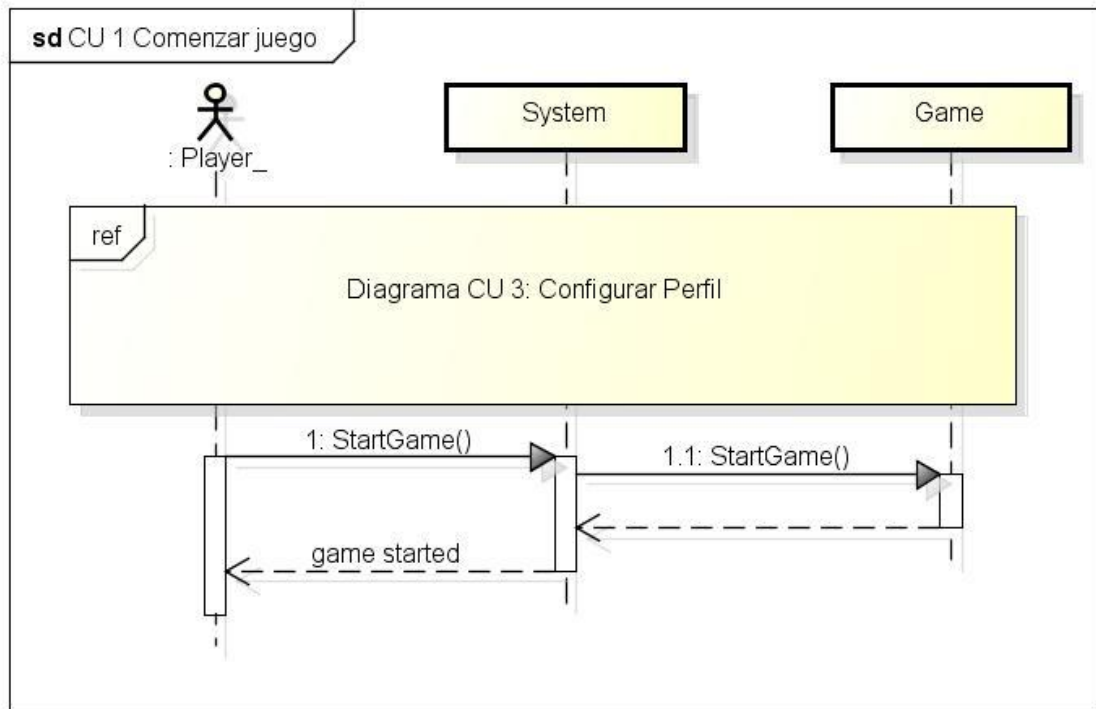 sd CU 1 Comenzar juego
: Player_
System
Game
ref
Diagrama CU 3: Configurar Perfil
1: StartGame()
1.1: StartGame()
game started